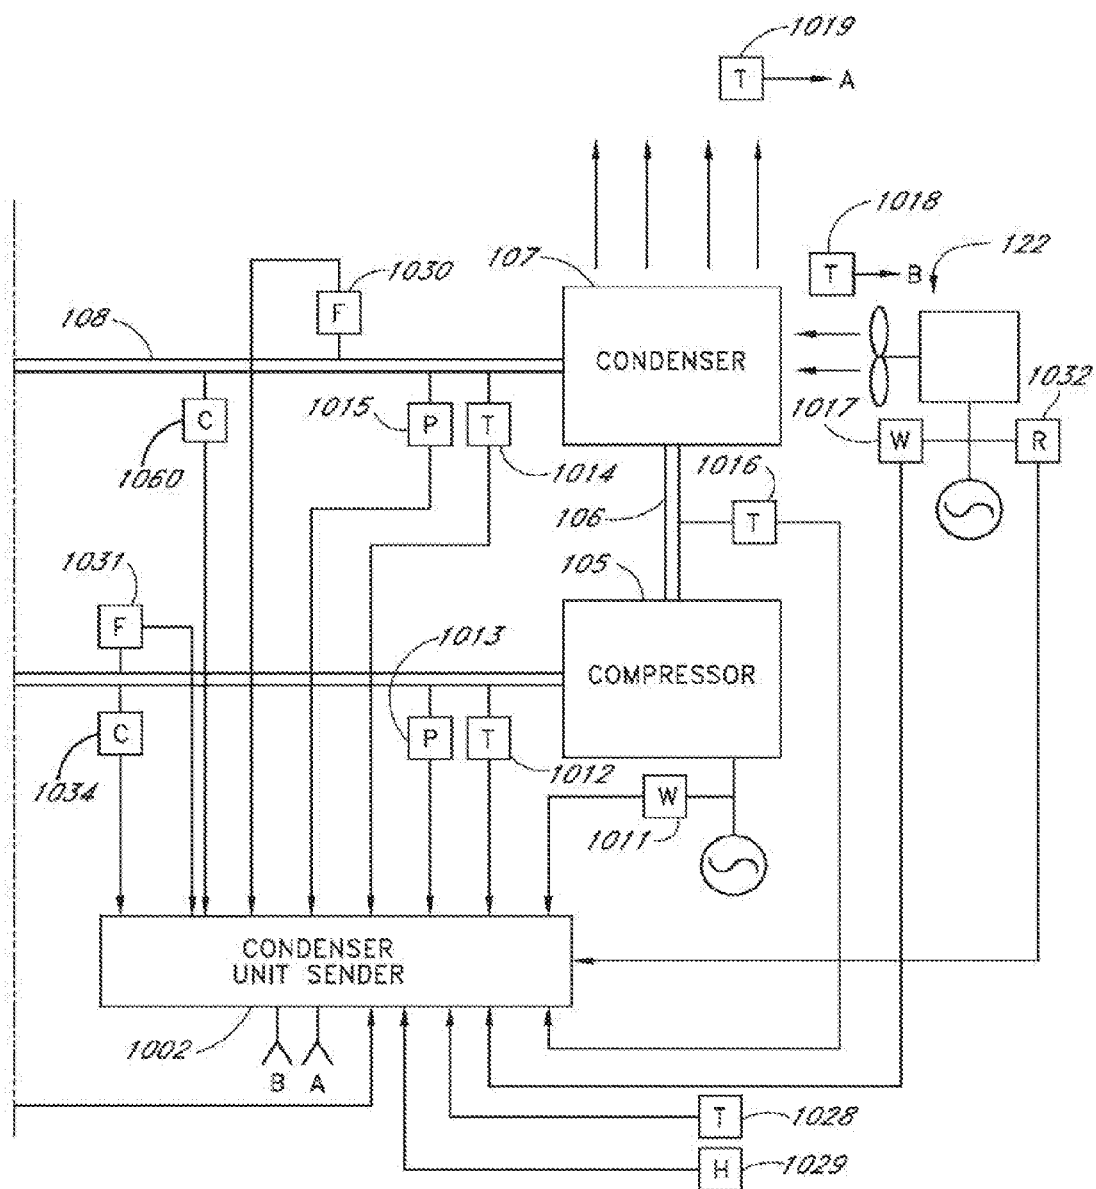 1019
T
A
1018
T
B
122
107
1030
F
108
CONDENSER
1032
1015
P
T
1017
W
R
C
1014
1016
1060
106
T
1031
105
F
1013
COMPRESSOR
C
P
T
1034
1012
W
1011
CONDENSER
UNIT SENDER
1002
B
A
T
1028
H
1029